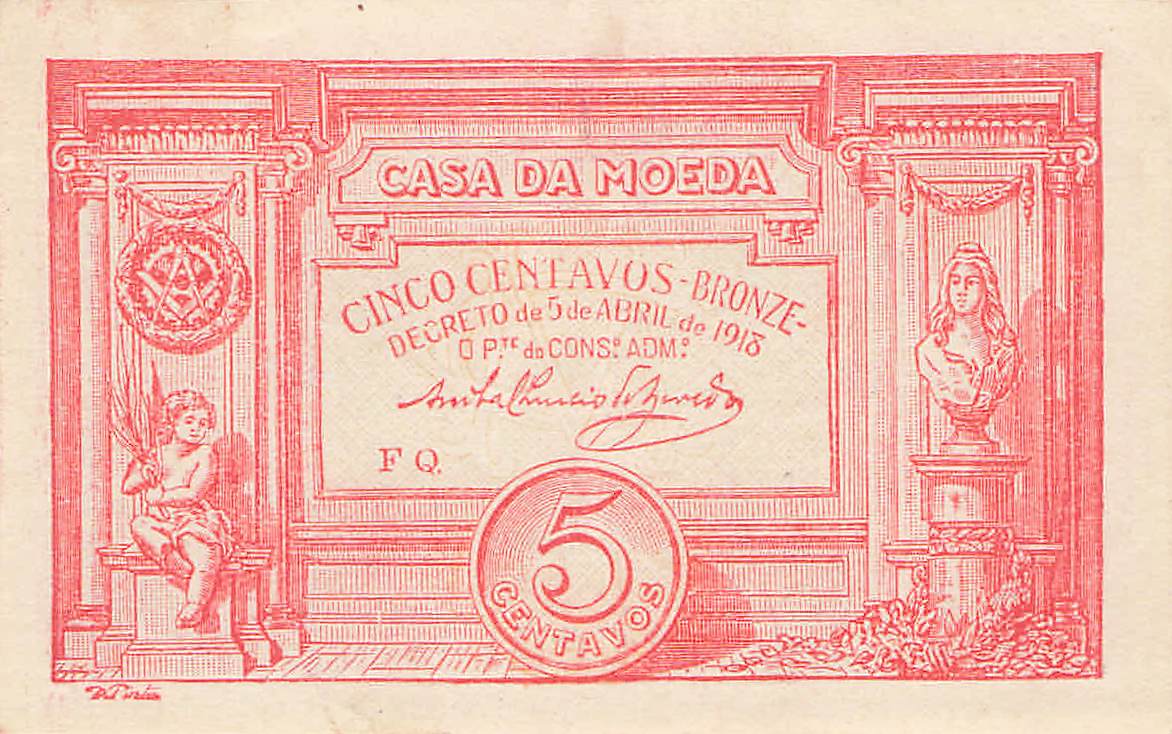 CASA DA MOEDA
CINCO CENTAVOS-BRONZE-
DECRETO de 5 de ABRIL de 1918
O P.TE do CONS.O ADM.O
F Q.
5
CENTAVOS